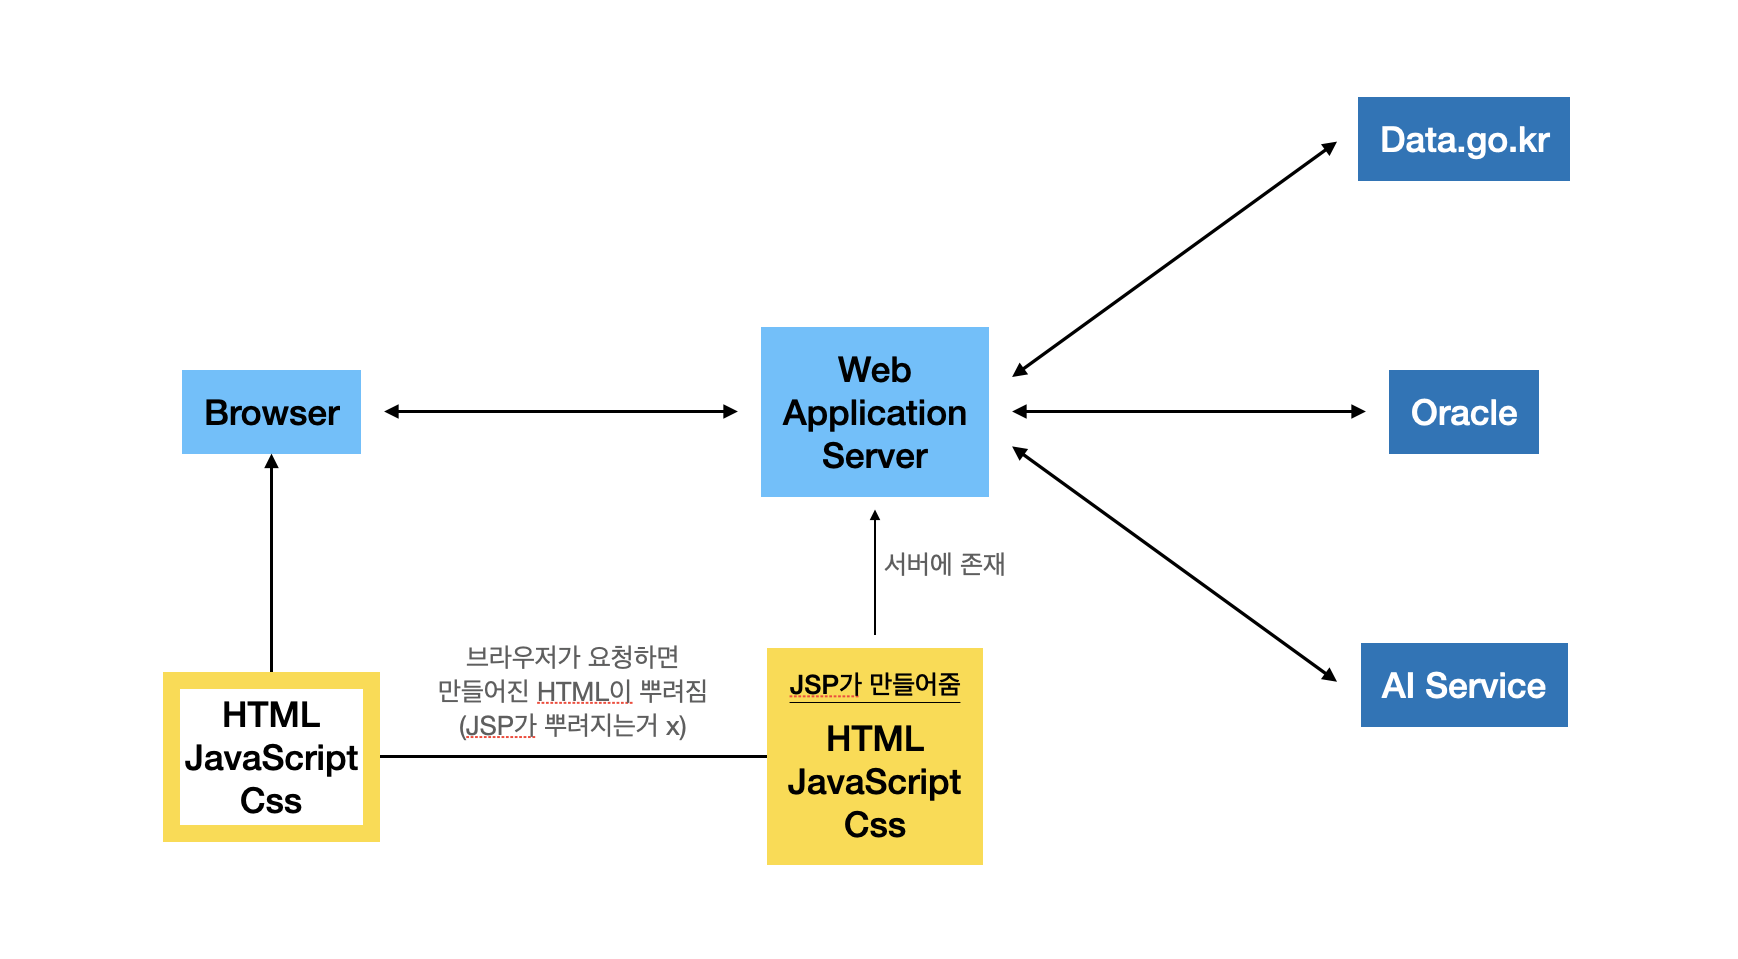 Data.go.kr
Web
Application
Server
Browser
Oracle
서버에 존재
브라우저가 요청하면
만들어진 HTML이 뿌려짐
(JSP가 뿌려지는거 x)
JSP가 만들어줌
HTML
JavaScript
Css
HTML
JavaScript
Css
AI Service